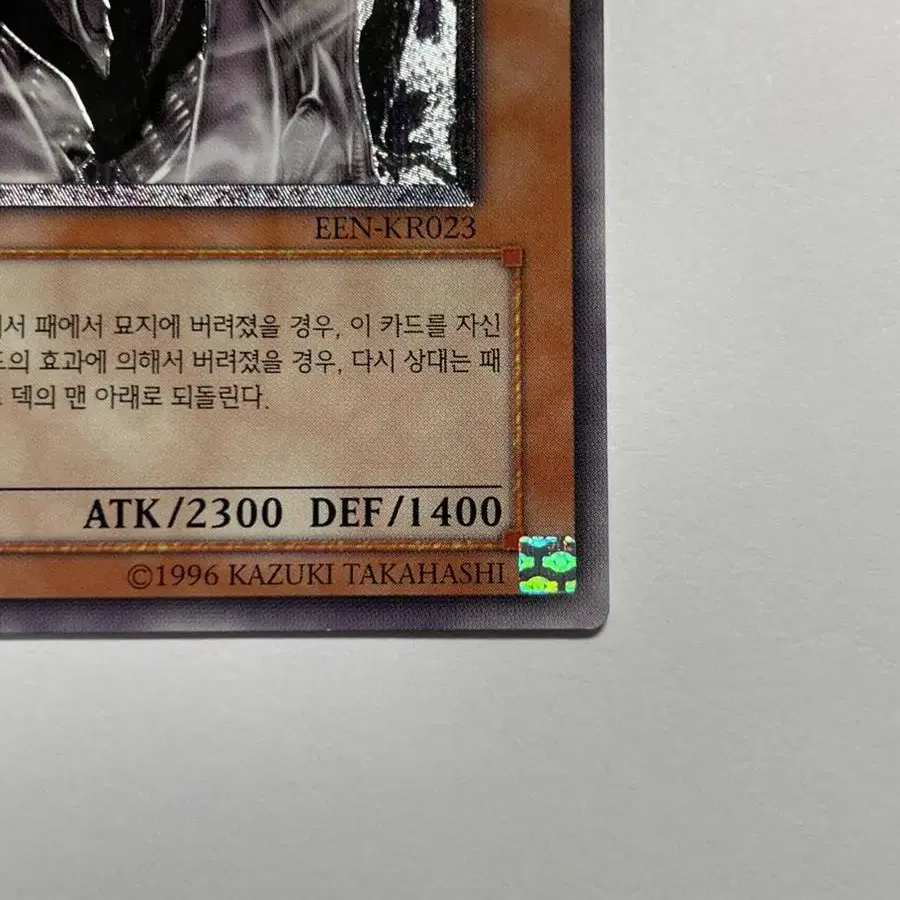 EEN-KR023
서 패에서 묘지에 버려졌을 경우, 이 카드를 자신
의 효과에 의해서 버려졌을 경우, 다시 상대는 패
덱의 맨 아래로 되돌린다.
ATK/2300 DEF/1400
©1996 KAZUKI TAKAHASHI